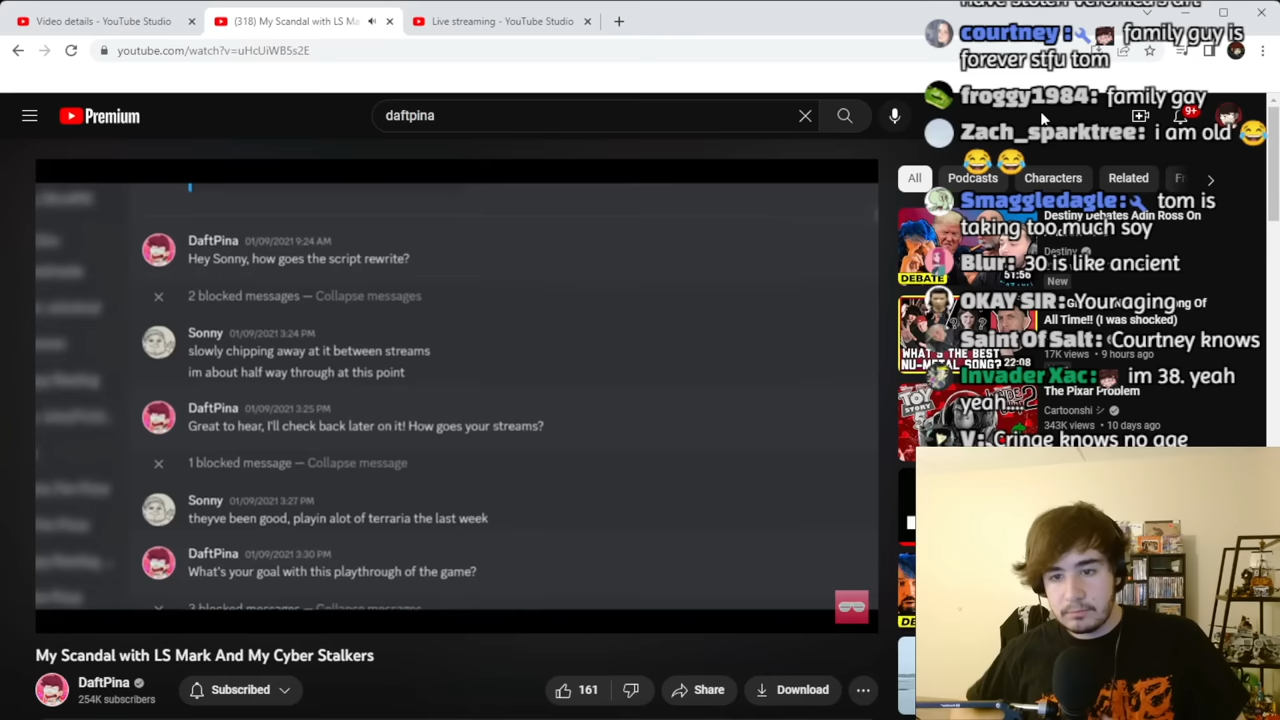 Video details - YouTube Studio
(318) My Scandal with LS Ma
Live streaming - YouTube Studio
youtube.com/watch?v=uHcUiWB5s2E
Premium
daftpina
9+
DaftPina 01/09/2021 9:24 AM
Hey Sonny, how goes the script rewrite?
2 blocked messages — Collapse messages
Sonny 01/09/2021 3:24 PM
slowly chipping away at it between streams
im about half way through at this point
DaftPina 01/09/2021 3:25 PM
Great to hear, I'll check back later on it! How goes your streams?
1 blocked message — Collapse message
Sonny 01/09/2021 3:27 PM
theyve been good, playin alot of terraria the last week
DaftPina 01/09/2021 3:30 PM
What's your goal with this playthrough of the game?
3 blocked messages — Collapse messages
My Scandal with LS Mark And My Cyber Stalkers
DaftPina
254K subscribers
Subscribed
161
Share
Download
courtney : family guy is
forever stfu tom
froggy1984: family gay
Zach_sparktree: i am old 😂
😂😂
Smaggledagle: tom is
taking too much soy
Blur: 30 is like ancient
OKAY SIR: Your aging
Saint Of Salt: Courtney knows
Invader Xac: im 38. yeah
yeah....
V: Cringe knows no age
All
Podcasts
Characters
Related
Destiny Debates Adin Ross On
Destiny
New
DEBATE
51:56
Of
All Time!! (I was shocked)
17K views • 9 hours ago
WHAT'S THE BEST
NU-METAL SONG?
22:08
The Pixar Problem
Cartoonshi
343K views • 10 days ago
TOY
STORY